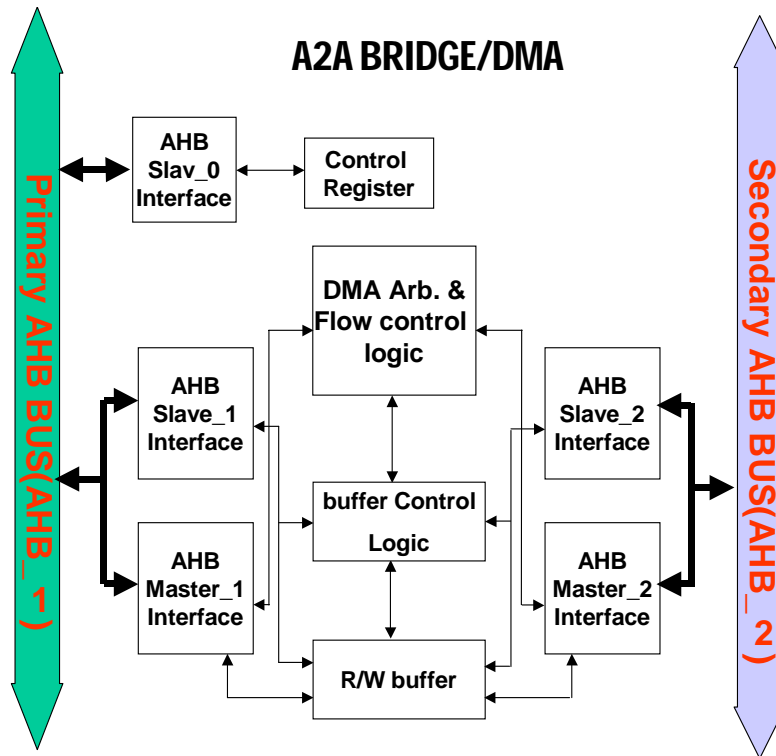 A2A BRIDGE/DMA
Primary AHB BUS(AHB_1)
AHB
Slav_0
Interface
Control
Register
Secondary AHB BUS(AHB_2)
DMA Arb. &
Flow control
logic
AHB
Slave_1
Interface
AHB
Slave_2
Interface
buffer Control
Logic
AHB
Master_1
Interface
AHB
Master_2
Interface
R/W buffer